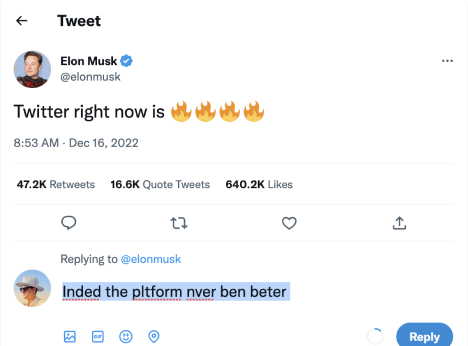 Tweet
Elon Musk
@elonmusk
Twitter right now is 🔥🔥🔥🔥
8:53 AM · Dec 16, 2022
47.2K Retweets 16.6K Quote Tweets 640.2K Likes
Replying to @elonmusk
Inded the pltform nver ben beter
GIF
Reply